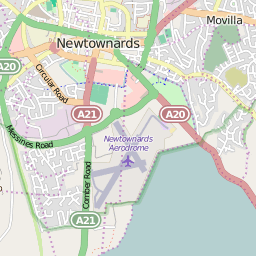 Movilla
Newtownards
A20
Circular Road
A21
A20
Messines Road
Newtownards
Aerodrome
Comber Road
A21